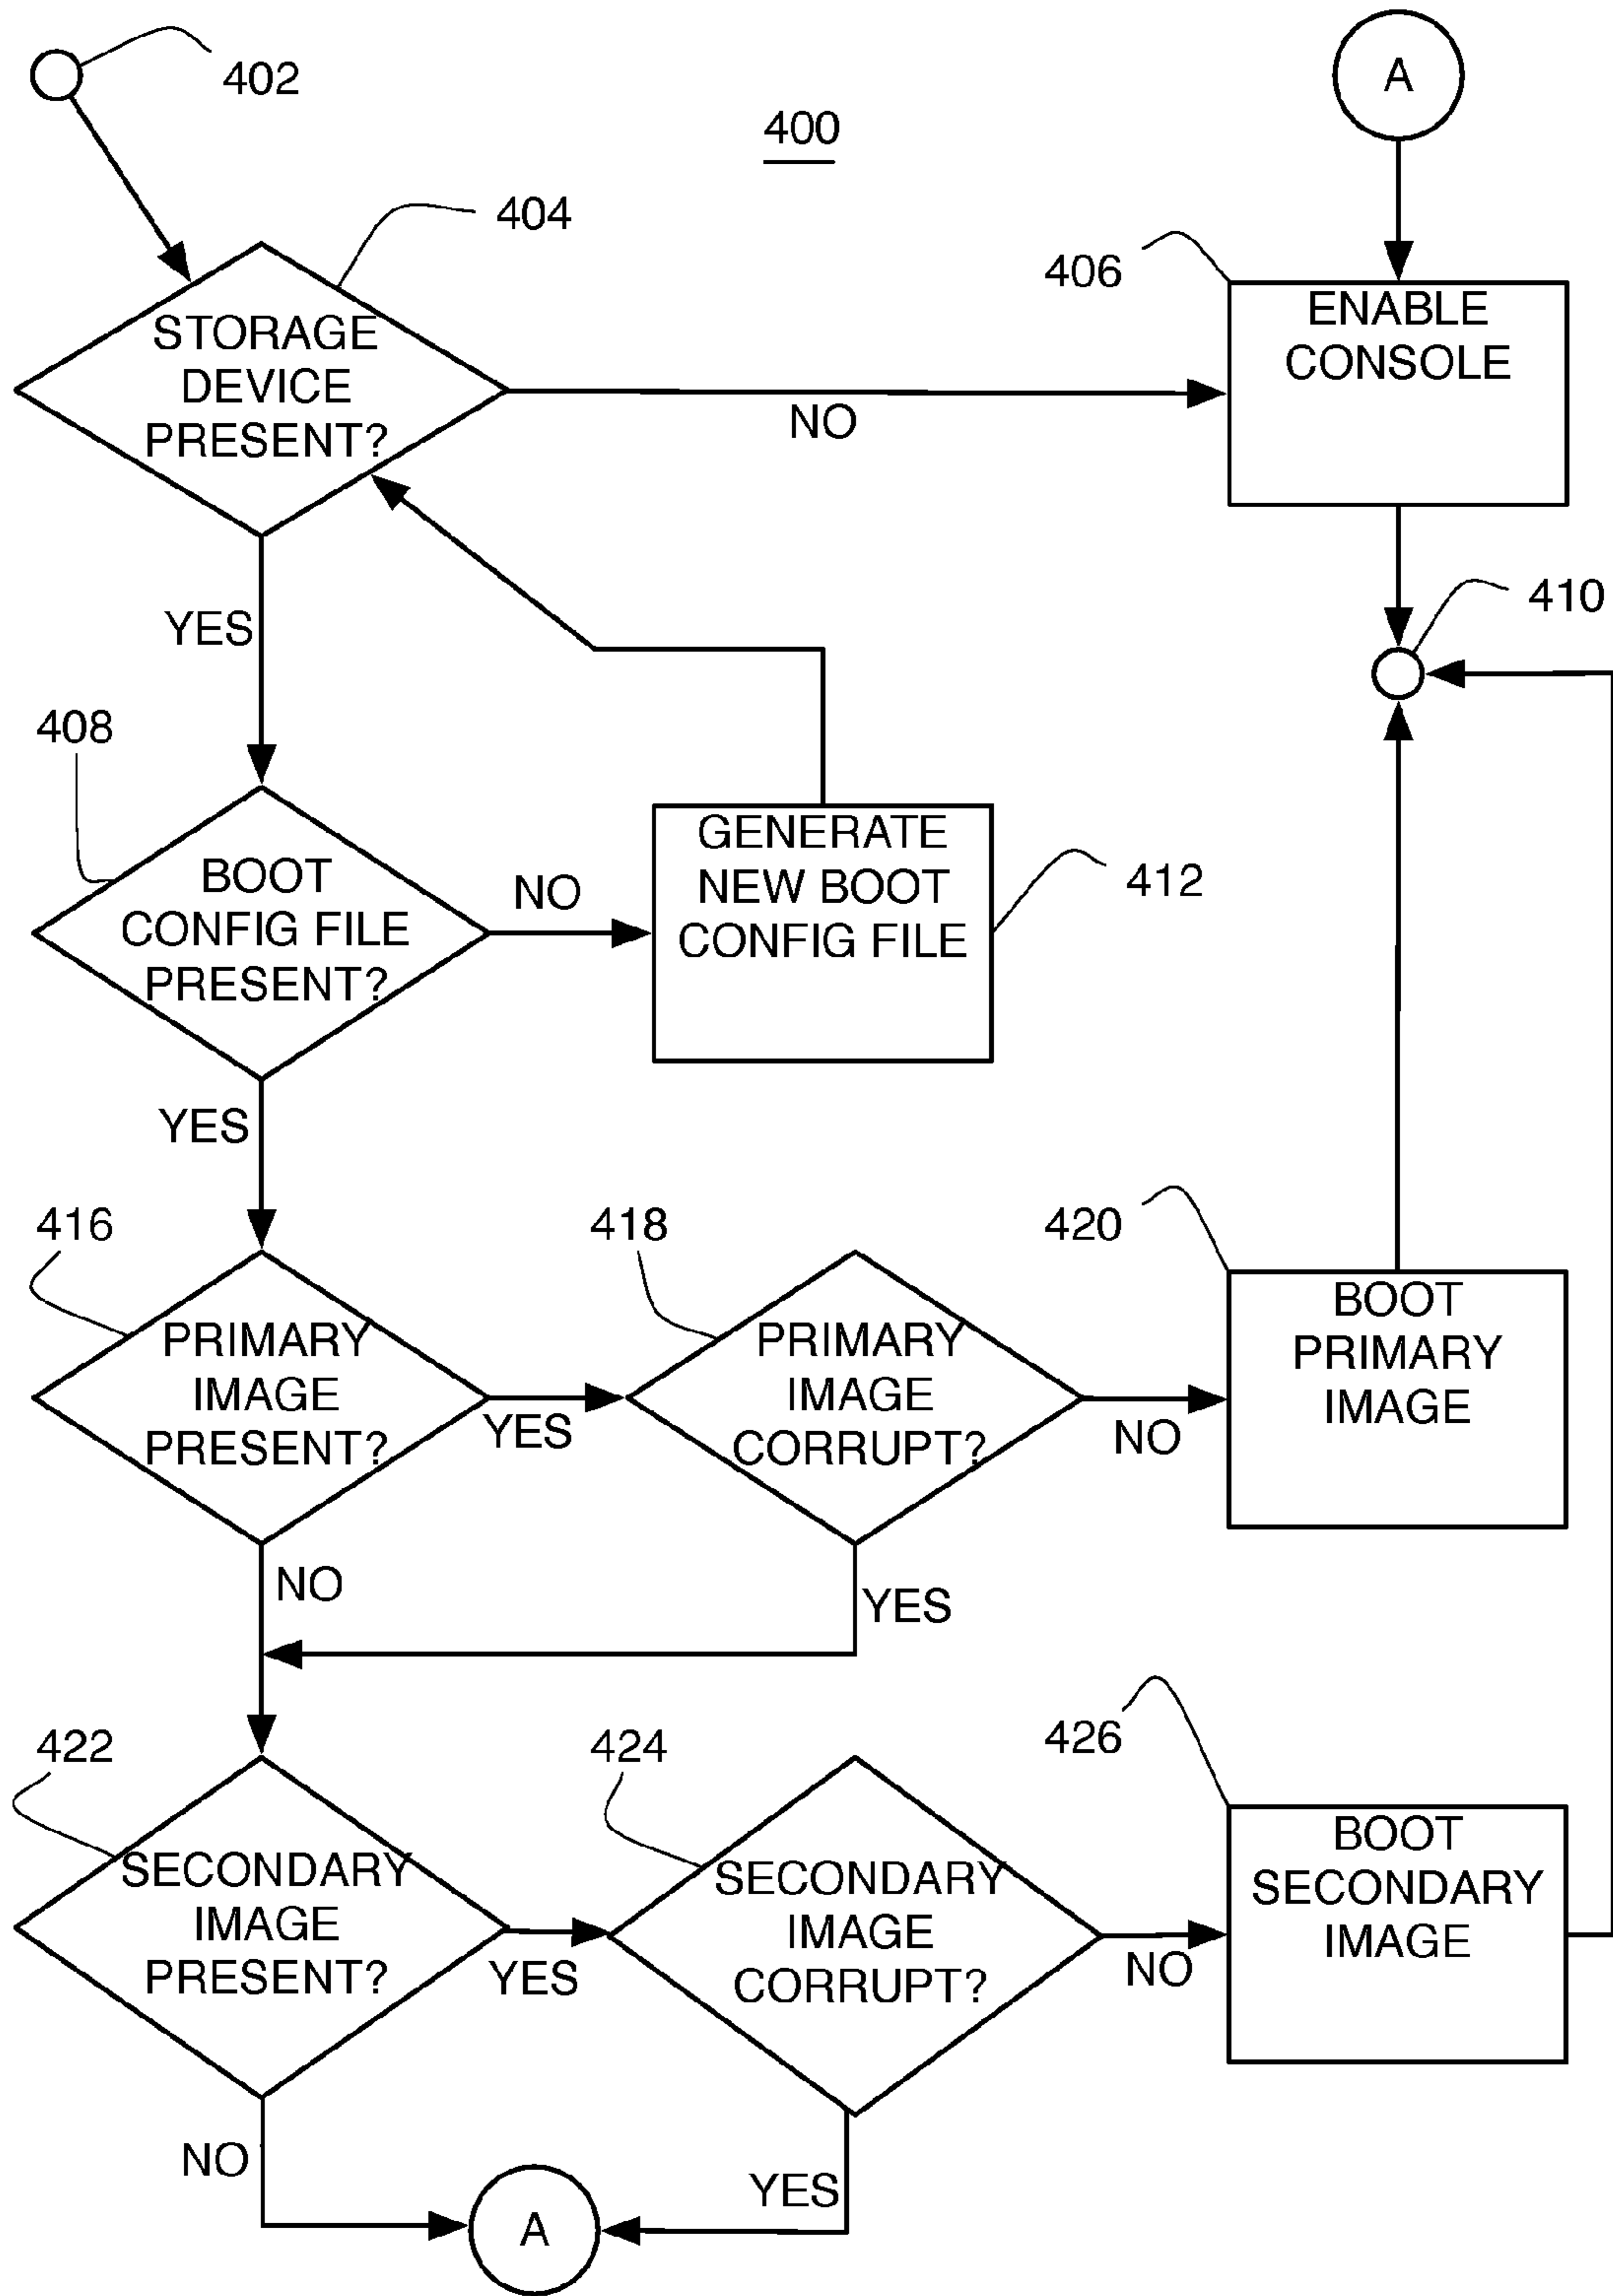 402
A
400
404
406
STORAGE
DEVICE
PRESENT?
ENABLE
CONSOLE
NO
YES
410
408
BOOT
CONFIG FILE
PRESENT?
NO
GENERATE
NEW BOOT
CONFIG FILE
412
YES
416
418
420
PRIMARY
IMAGE
PRESENT?
YES
PRIMARY
IMAGE
CORRUPT?
NO
BOOT
PRIMARY
IMAGE
NO
YES
422
424
426
SECONDARY
IMAGE
PRESENT?
YES
SECONDARY
IMAGE
CORRUPT?
NO
BOOT
SECONDARY
IMAGE
NO
YES
A